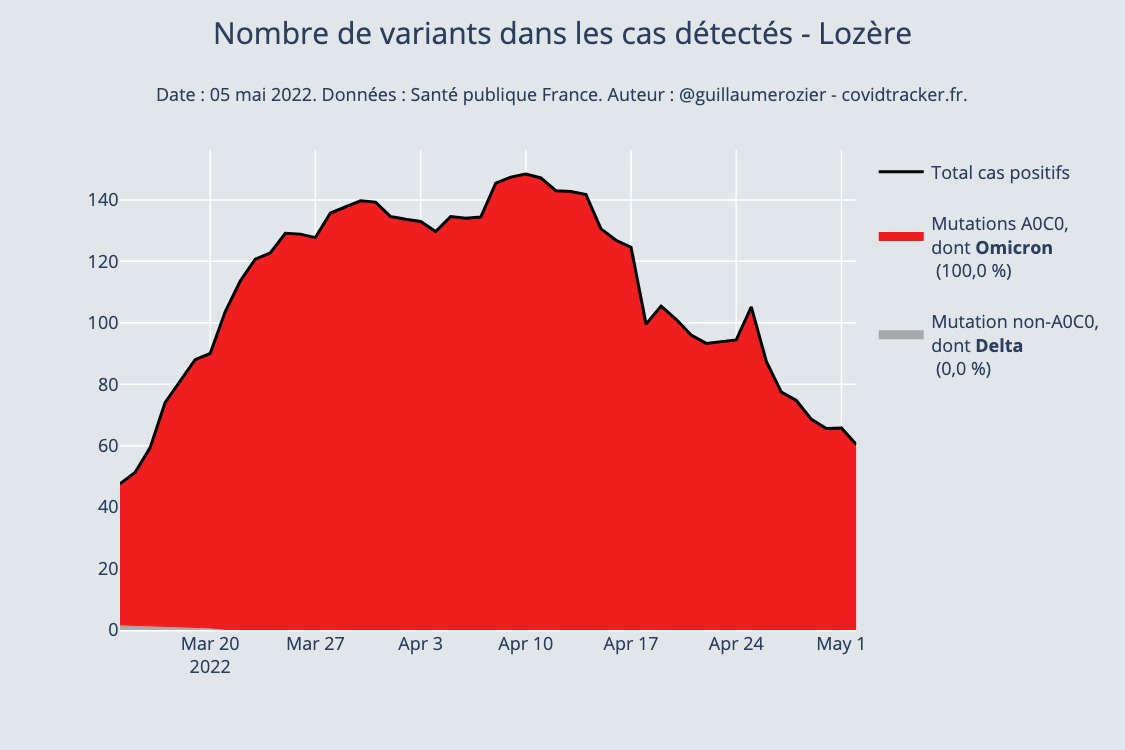 Nombre de variants dans les cas détectés - Lozère
Date : 05 mai 2022. Données : Santé publique France. Auteur : @guillaumerozier - covidtracker.fr.
Total cas positifs
Mutations A0C0,
dont Omicron
(100,0 %)
Mutation non-A0C0,
dont Delta
(0,0 %)
140
120
100
80
60
40
20
0
Mar 20
2022
Mar 27
Apr 3
Apr 10
Apr 17
Apr 24
May 1